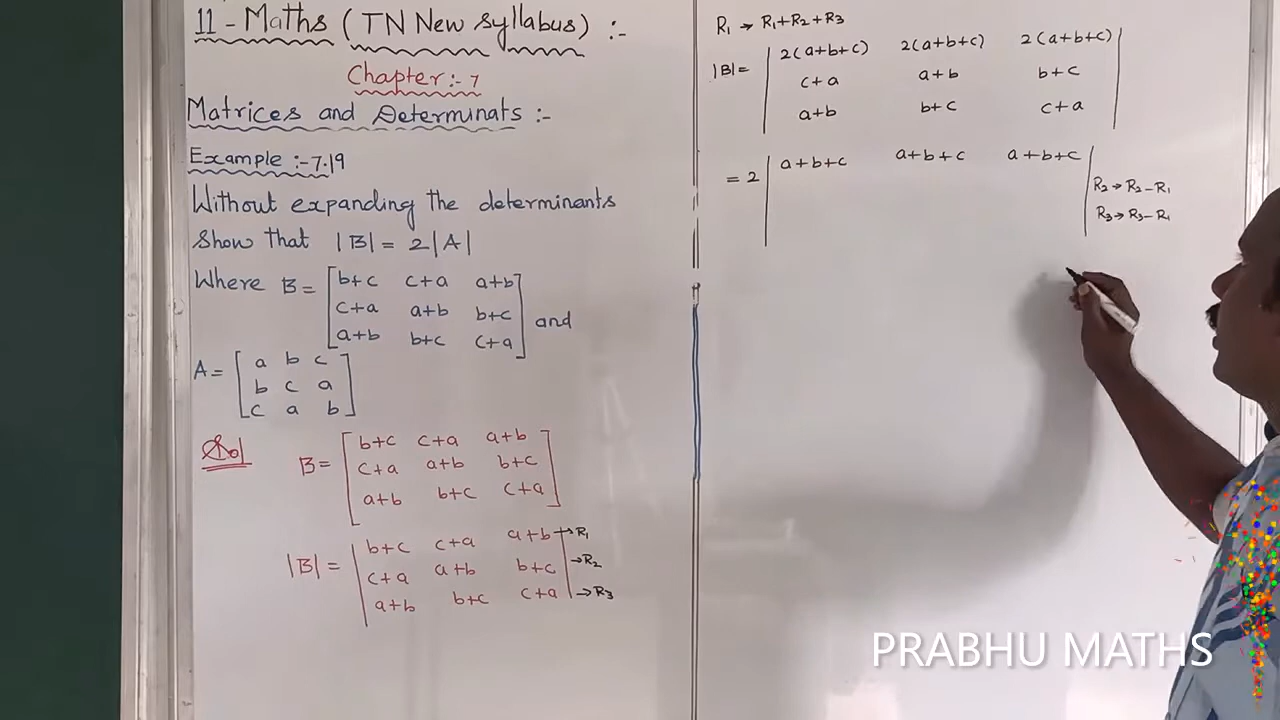 11 - Maths ( TN New syllabus) :-
Chapter :- 7
Matrices and Determinats :-
Example :- 7.19
Without expanding the determinants
show that |B| = 2|A|
Where B = [ b+c c+a a+b
c+a a+b b+c
a+b b+c c+a ] and
A = [ a b c
b c a
c a b ]
Sol
B = [ b+c c+a a+b
c+a a+b b+c
a+b b+c c+a ]
|B| = | b+c c+a a+b | → R1
c+a a+b b+c → R2
a+b b+c c+a | → R3
R1 → R1+R2+R3
|B| = | 2(a+b+c) 2(a+b+c) 2(a+b+c) |
c+a a+b b+c
a+b b+c c+a
= 2 | a+b+c a+b+c a+b+c |
R2 → R2-R1
R3 → R3-R1
PRABHU MATHS